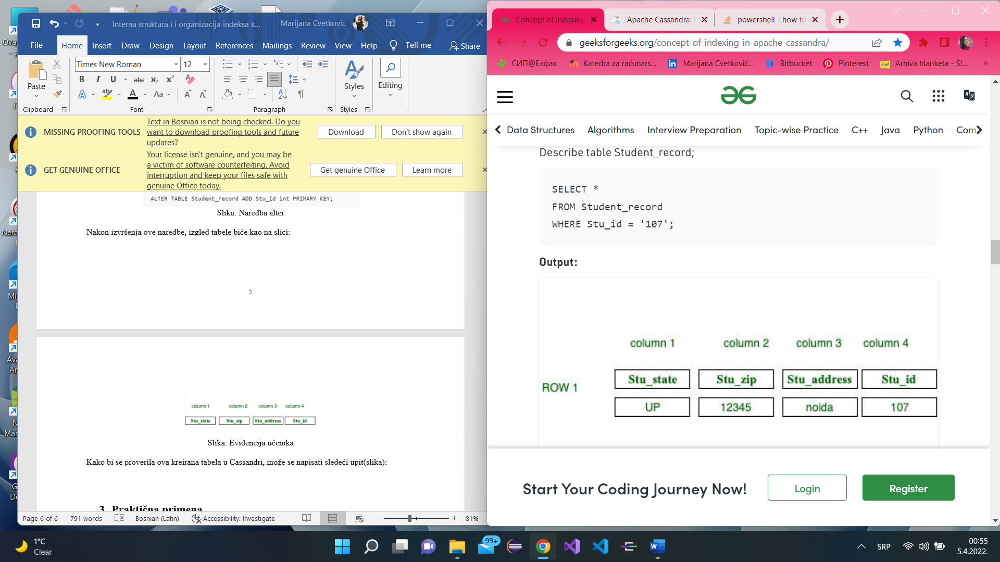 Interna struktura i i organizacija indeksa k...
Marijana Cvetkovic
File
Home
Insert
Draw
Design
Layout
References
Mailings
Review
View
Help
Tell me
Share
Paste
Clipboard
Times New Roman
12
Font
Paragraph
Styles
Styles
Editing
MISSING PROOFING TOOLS
Text in Bosnian is not being checked. Do you
want to download proofing tools and future
updates?
Download
Don't show again
GET GENUINE OFFICE
Your license isn't genuine, and you may be
a victim of software counterfeiting. Avoid
interruption and keep your files safe with
genuine Office today.
Get genuine Office
Learn more
ALTER TABLE Student_record ADD Stu_id int PRIMARY KEY;
Slika: Naredba alter
Nakon izvršenja ove naredbe, izgled tabele biće kao na slici:
5
column 1 column 2 column 3 column 4
Stu_state Stu_zip Stu_address Stu_id
Slika: Evidencija učenika
Kako bi se proverila ova kreirana tabela u Cassandri, može se napisati sledeći upit(slika):
3. Praktična primena
Page 6 of 6
791 words
Bosnian (Latin)
Accessibility: Investigate
81%
Concept of indexing
Apache Cassandra: S
powershell - how to
geeksforgeeks.org/concept-of-indexing-in-apache-cassandra/
СИП@Елфак
Katedra za računars...
Marijana Cvetković...
Bitbucket
Pinterest
Arhiva blanketa - Sl...
Data Structures
Algorithms
Interview Preparation
Topic-wise Practice
C++
Java
Python
Com
Describe table Student_record;
SELECT *
FROM Student_record
WHERE Stu_id = '107';
Output:
column 1 column 2 column 3 column 4
Stu_state Stu_zip Stu_address Stu_id
ROW 1
UP 12345 noida 107
Start Your Coding Journey Now!
Login
Register
1°C
Clear
99+
SRP
00:55
5.4.2022.